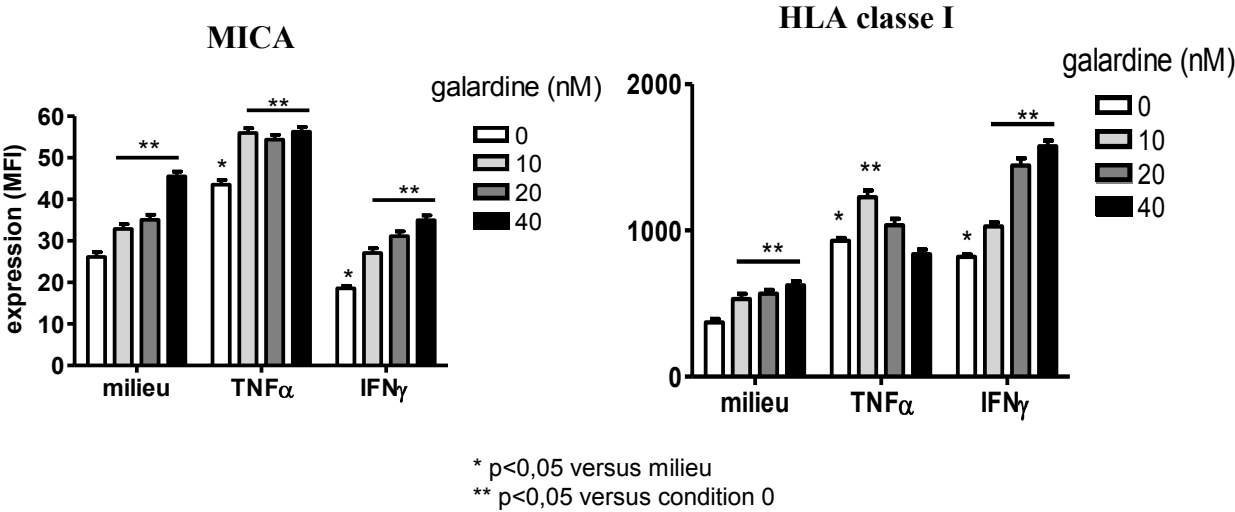 MICA
galardine (nM)
0
10
20
40
expression (MFI)
60
50
40
30
20
10
0
**
*
**
*
**
milieu
TNFα
IFNγ
HLA classe I
galardine (nM)
0
10
20
40
2000
1000
0
**
*
**
*
**
milieu
TNFα
IFNγ
* p<0,05 versus milieu
** p<0,05 versus condition 0